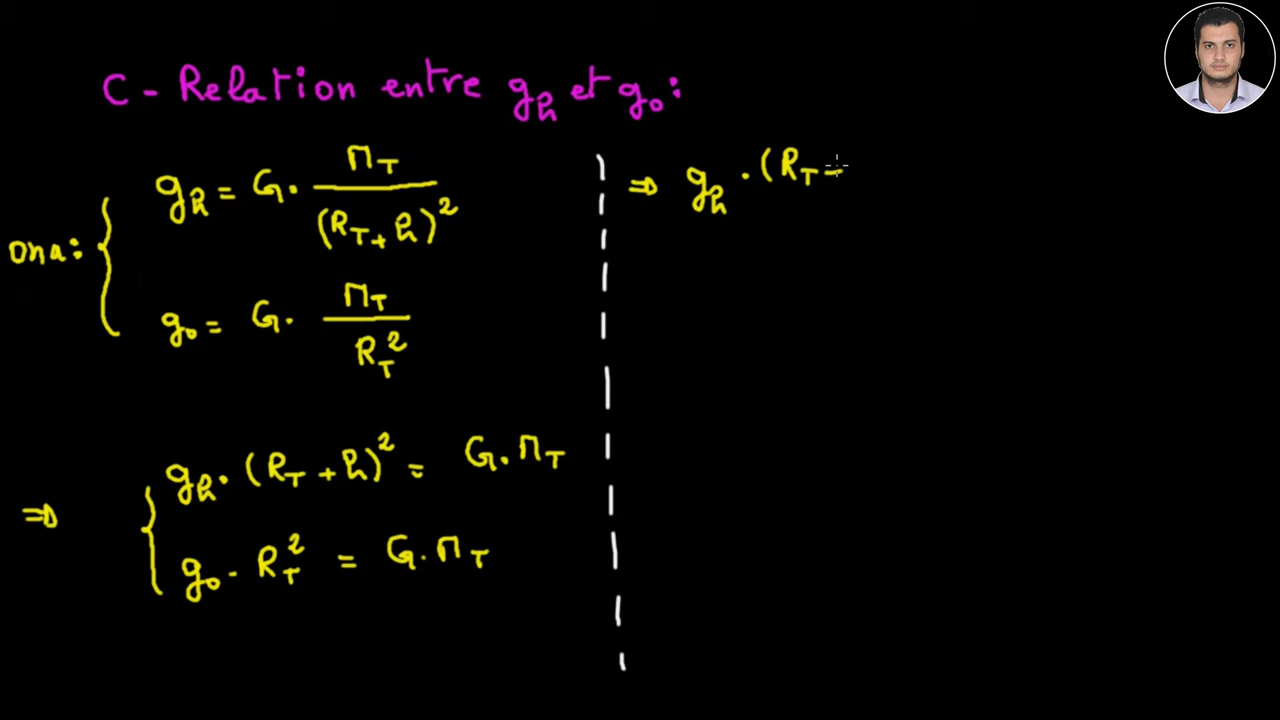 C - Relation entre gh et g₀ :
On a : { gh = G . MT / (RT + h)²
g₀ = G . MT / RT²
⇒ { gh . (RT + h)² = G . MT
g₀ - RT² = G . MT
⇒ gh . (RT =